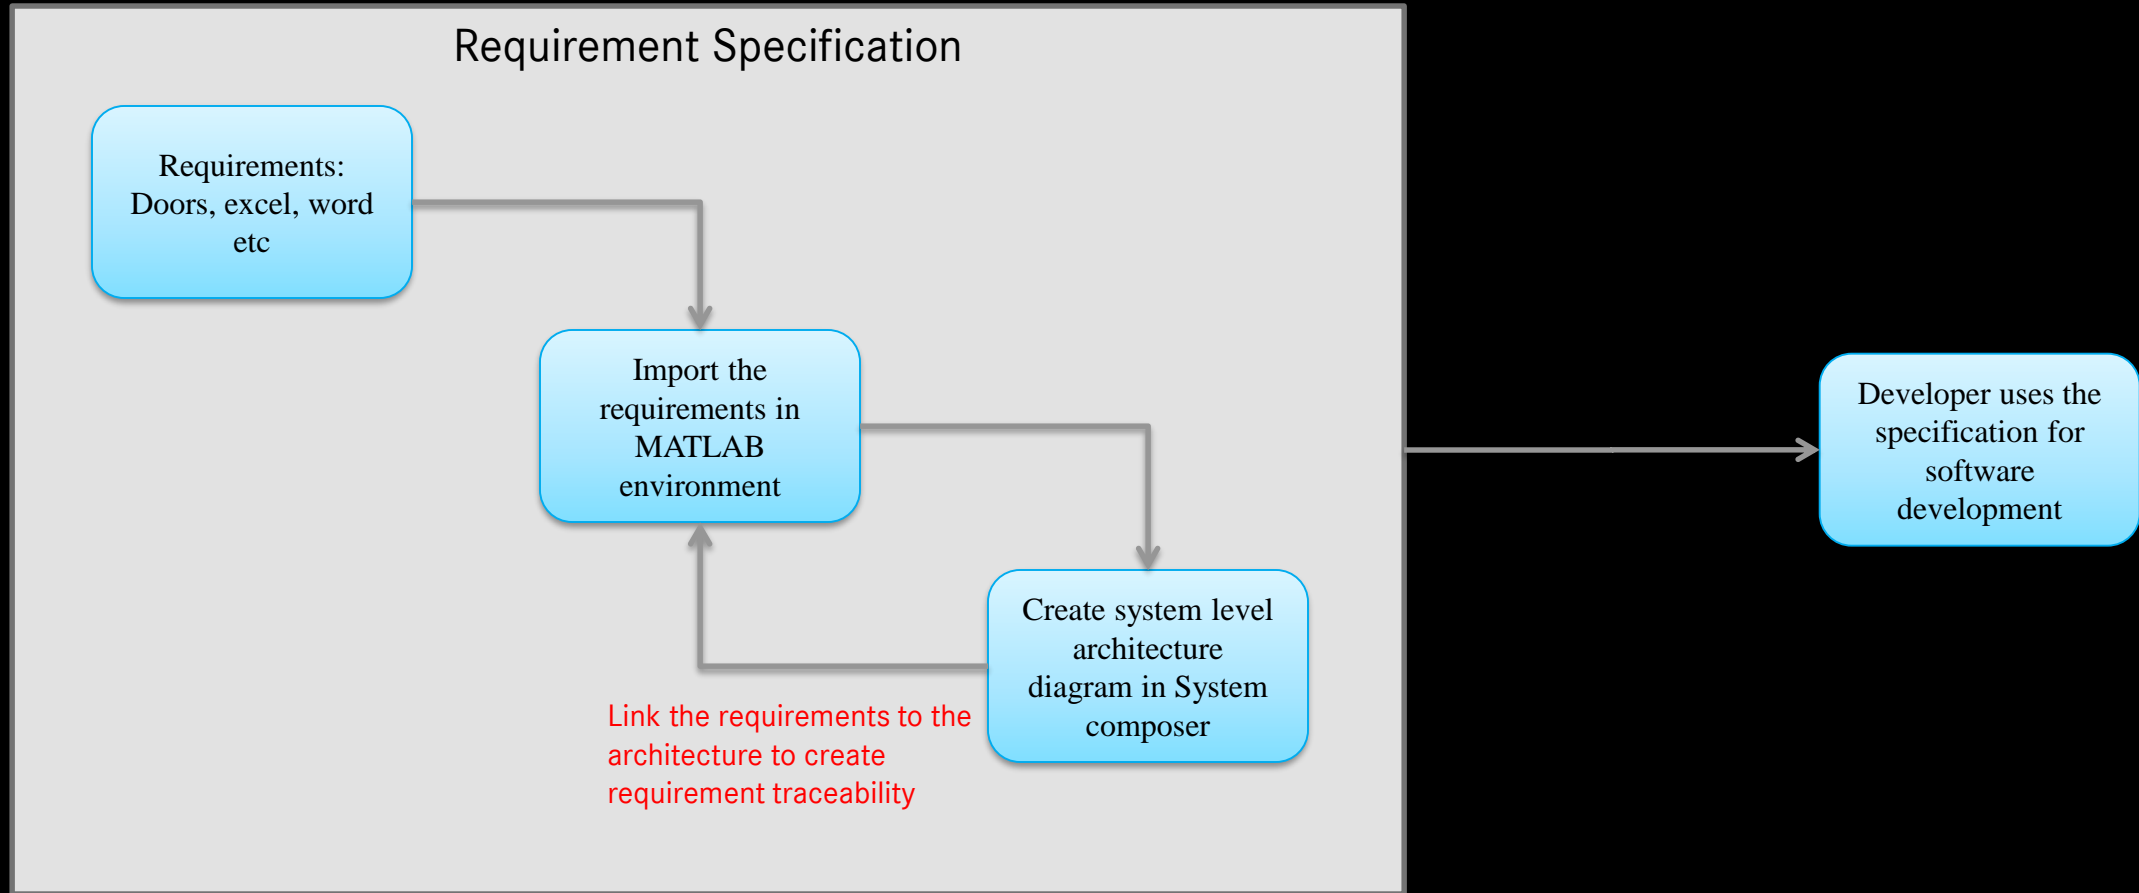 Requirement Specification
Requirements:
Doors, excel, word
etc
Import the
requirements in
MATLAB
environment
Developer uses the
specification for
software
development
Create system level
architecture
diagram in System
composer
Link the requirements to the
architecture to create
requirement traceability